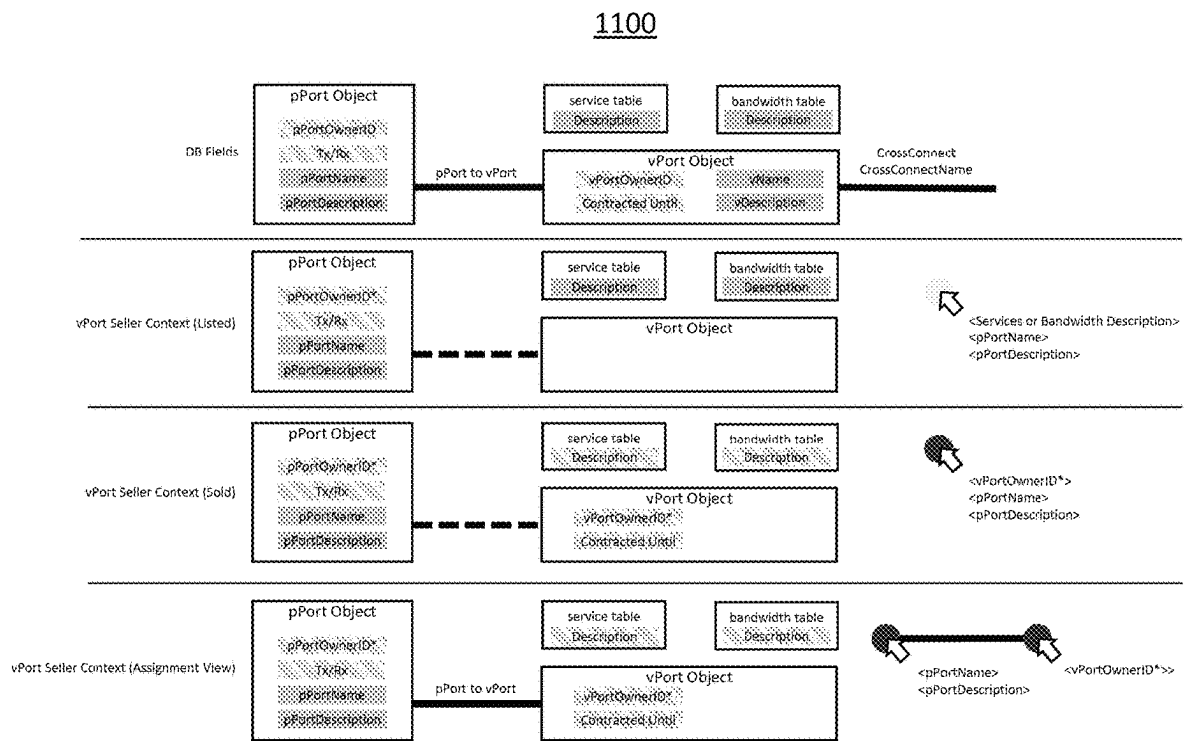 1100
pPort Object
pPortOwnerID
Tx/Rx
pPortName
pPortDescription
DB Fields
pPort to vPort
service table
Description
bandwidth table
Description
vPort Object
vPortOwnerID
vName
Contracted Until
vDescription
CrossConnect
CrossConnectName
pPort Object
pPortOwnerID*
Tx/Rx
pPortName
pPortDescription
vPort Seller Context (Listed)
service table
Description
bandwidth table
Description
vPort Object
<Services or Bandwidth Description>
<pPortName>
<pPortDescription>
pPort Object
pPortOwnerID*
Tx/Rx
pPortName
pPortDescription
vPort Seller Context (Sold)
service table
Description
bandwidth table
Description
vPort Object
vPortOwnerID*
Contracted Until
<vPortOwnerID*>
<pPortName>
<pPortDescription>
pPort Object
pPortOwnerID*
Tx/Rx
pPortName
pPortDescription
vPort Seller Context (Assignment View)
pPort to vPort
service table
Description
bandwidth table
Description
vPort Object
vPortOwnerID*
Contracted Until
<pPortName>
<pPortDescription>
<vPortOwnerID*>>